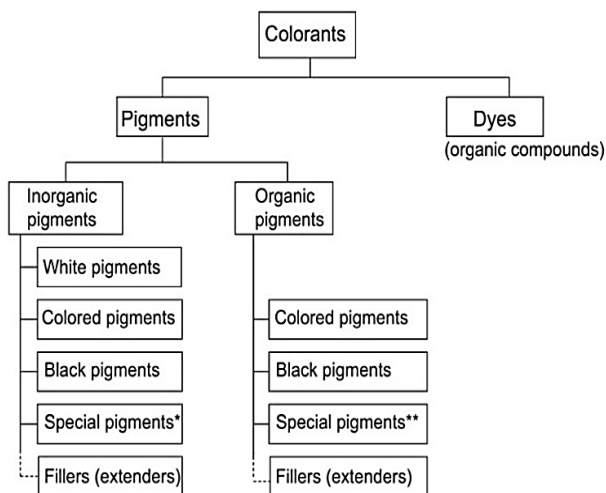 Colorants
Pigments
Dyes
(organic compounds)
Inorganic
pigments
Organic
pigments
White pigments
Colored pigments
Colored pigments
Black pigments
Black pigments
Special pigments*
Special pigments**
Fillers (extenders)
Fillers (extenders)